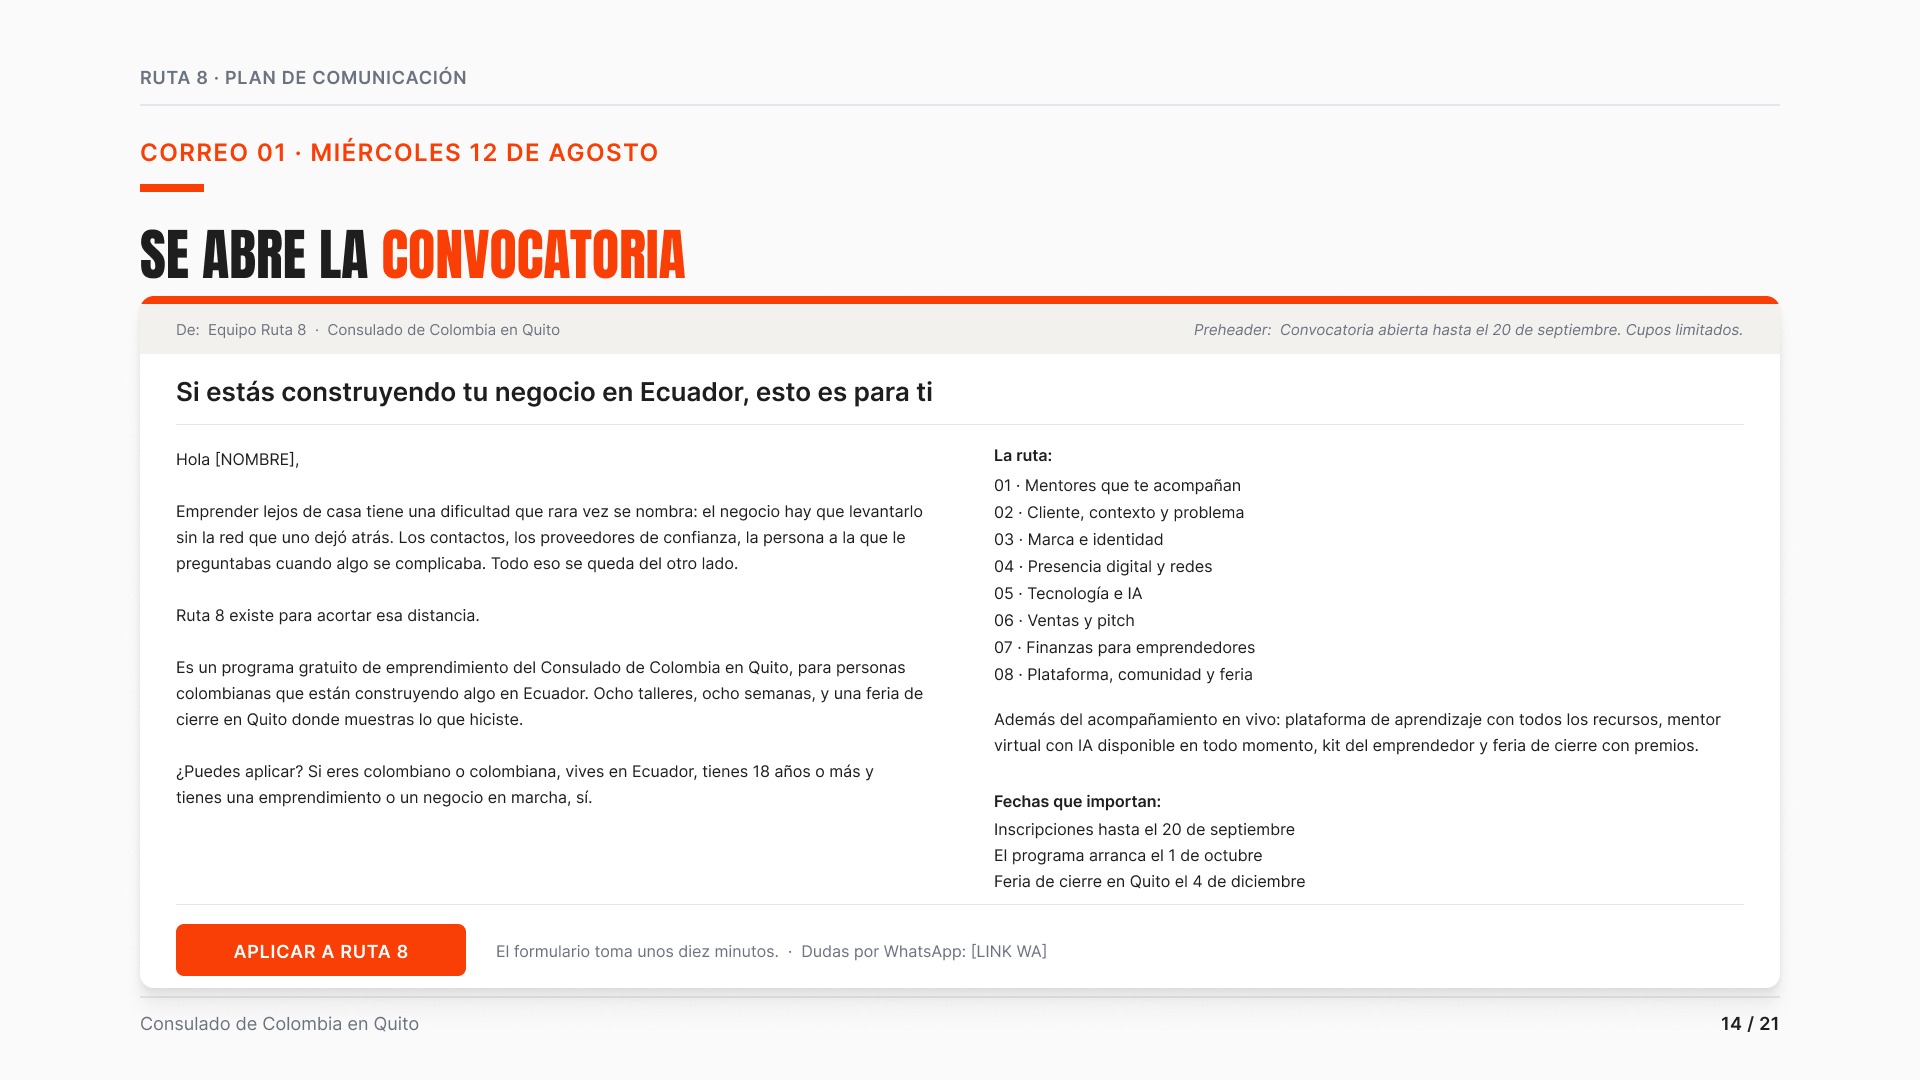 RUTA 8 · PLAN DE COMUNICACIÓN
CORREO 01 · MIÉRCOLES 12 DE AGOSTO
SE ABRE LA CONVOCATORIA
De: Equipo Ruta 8 · Consulado de Colombia en Quito
Preheader: Convocatoria abierta hasta el 20 de septiembre. Cupos limitados.
Si estás construyendo tu negocio en Ecuador, esto es para ti
Hola [NOMBRE],
Emprender lejos de casa tiene una dificultad que rara vez se nombra: el negocio hay que levantarlo
sin la red que uno dejó atrás. Los contactos, los proveedores de confianza, la persona a la que le
preguntabas cuando algo se complicaba. Todo eso se queda del otro lado.
Ruta 8 existe para acortar esa distancia.
Es un programa gratuito de emprendimiento del Consulado de Colombia en Quito, para personas
colombianas que están construyendo algo en Ecuador. Ocho talleres, ocho semanas, y una feria de
cierre en Quito donde muestras lo que hiciste.
¿Puedes aplicar? Si eres colombiano o colombiana, vives en Ecuador, tienes 18 años o más y
tienes una emprendimiento o un negocio en marcha, sí.
La ruta:
01 · Mentores que te acompañan
02 · Cliente, contexto y problema
03 · Marca e identidad
04 · Presencia digital y redes
05 · Tecnología e IA
06 · Ventas y pitch
07 · Finanzas para emprendedores
08 · Plataforma, comunidad y feria
Además del acompañamiento en vivo: plataforma de aprendizaje con todos los recursos, mentor
virtual con IA disponible en todo momento, kit del emprendedor y feria de cierre con premios.
Fechas que importan:
Inscripciones hasta el 20 de septiembre
El programa arranca el 1 de octubre
Feria de cierre en Quito el 4 de diciembre
APLICAR A RUTA 8
El formulario toma unos diez minutos. · Dudas por WhatsApp: [LINK WA]
Consulado de Colombia en Quito
14 / 21